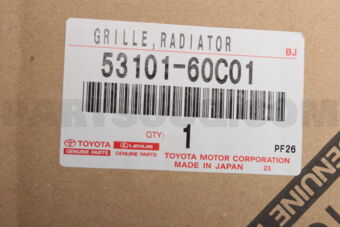 GRILLE, RADIATOR
BJ
53101-60C01
QTY: 1
PF26
TOYOTA LEXUS
GENUINE PARTS GENUINE PARTS
TOYOTA MOTOR CORPORATION
MADE IN JAPAN 23
GENUINE